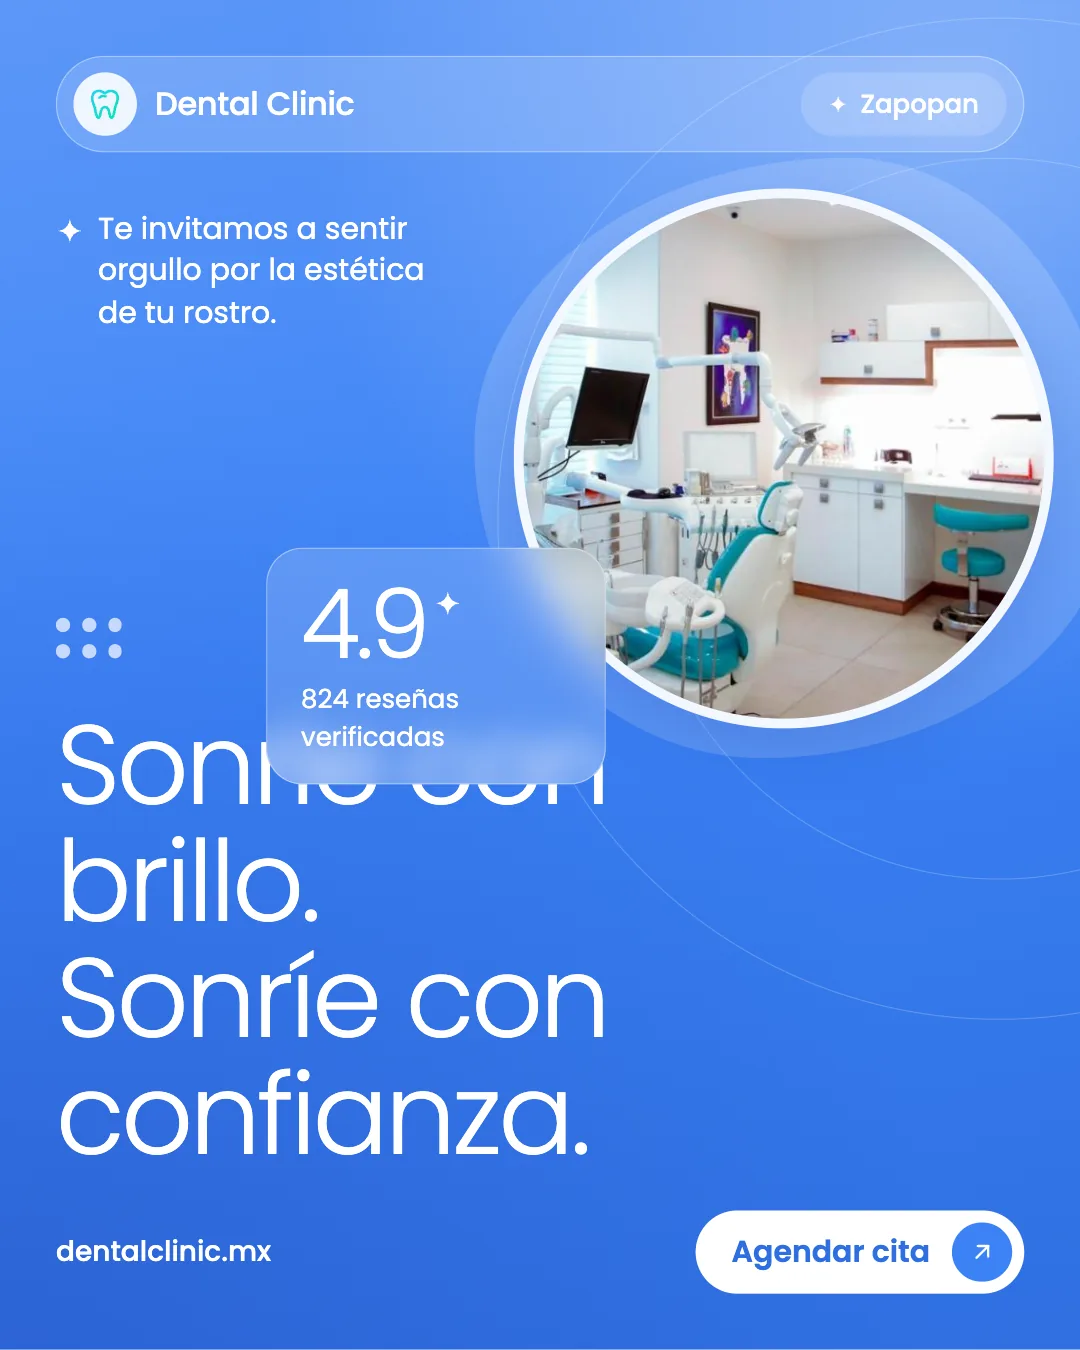 Dental Clinic
Zapopan
Te invitamos a sentir
orgullo por la estética
de tu rostro.
4.9
824 reseñas
verificadas
con
brillo.
Sonríe con
confianza.
dentalclinic.mx
Agendar cita